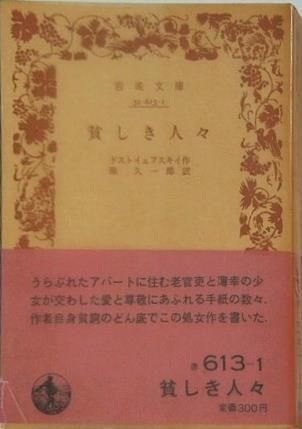 岩波文庫
32-613-1
貧しき人々
ドストイェフスキイ作
原久一郎訳
うらぶれたアパートに住む老官吏と薄幸の少
女が交わした愛と尊敬にあふれる手紙の数々.
作者自身貧窮のどん底でこの処女作を書いた.
赤 613-1
貧しき人々
定価300円